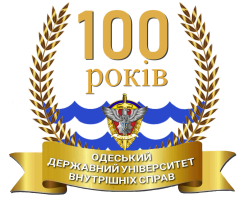 100
років
ОДЕСЬКИЙ
ДЕРЖАВНИЙ УНІВЕРСИТЕТ
ВНУТРІШНІХ СПРАВ